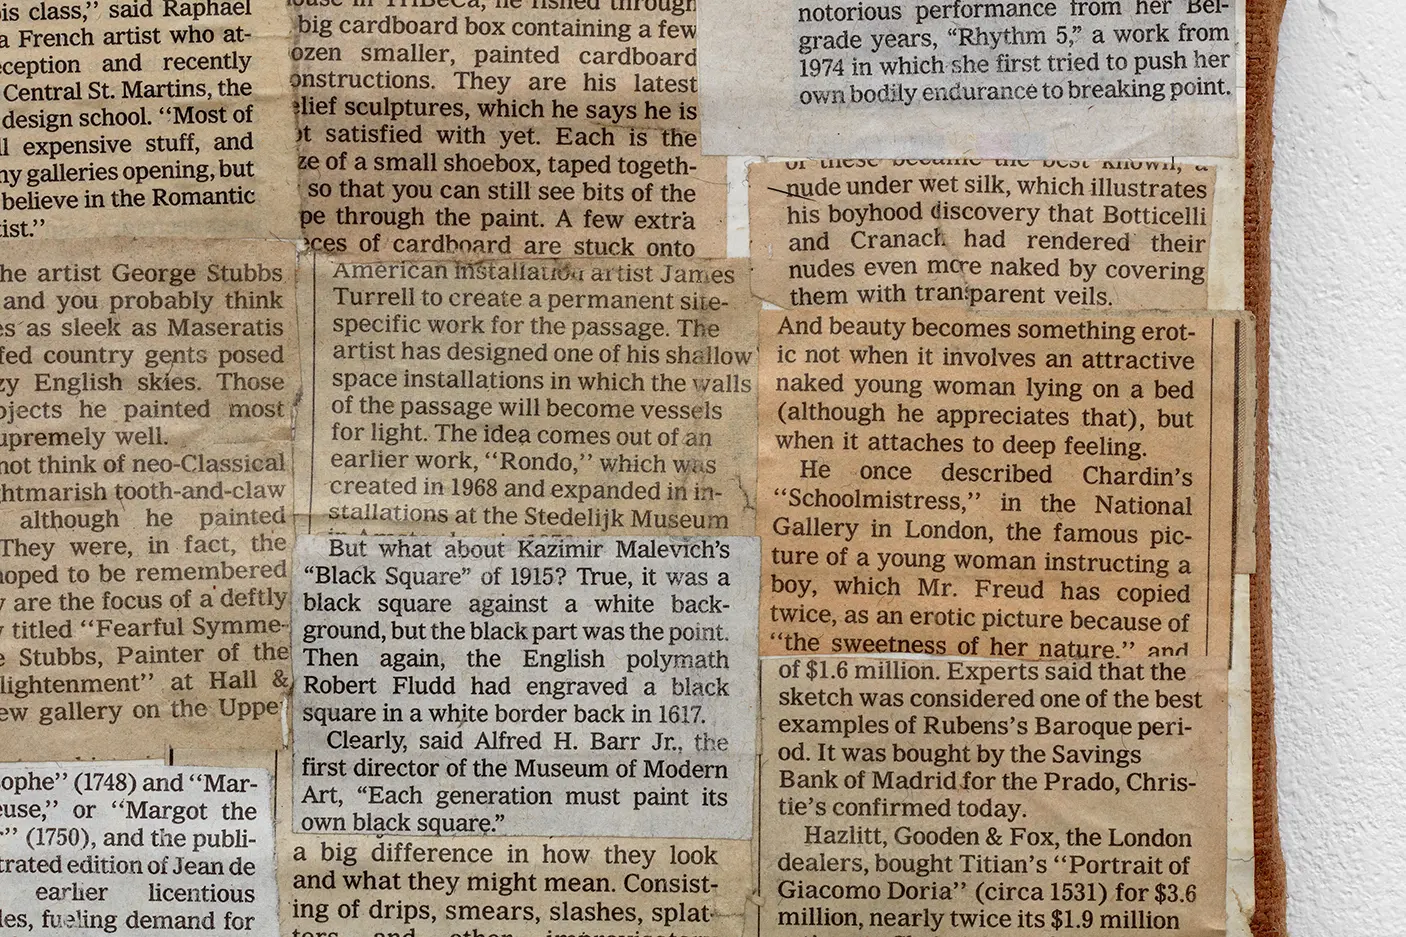 is class,” said Raphael
a French artist who at-
ception and recently
Central St. Martins, the
design school. “Most of
expensive stuff, and
galleries opening, but
believe in the Romantic
tist.”
he artist George Stubbs
and you probably think
es as sleek as Maseratis
fed country gents posed
zy English skies. Those
bjects he painted most
upremely well.
not think of neo-Classical
ghtmarish tooth-and-claw
although he painted
They were, in fact, the
hoped to be remembered
are the focus of a deftly
titled “Fearful Symme-
Stubbs, Painter of the
lightenment” at Hall &
ew gallery on the Upper
ophe” (1748) and “Mar-
euse,” or “Margot the
” (1750), and the publi-
trated edition of Jean de
earlier licentious
les, fueling demand for
ouse in TriBeCa, he fished through
big cardboard box containing a few
ozen smaller, painted cardboard
onstructions. They are his latest
elief sculptures, which he says he is
ot satisfied with yet. Each is the
ze of a small shoebox, taped togeth-
so that you can still see bits of the
pe through the paint. A few extra
eces of cardboard are stuck onto
American installation artist James
Turrell to create a permanent site-
specific work for the passage. The
artist has designed one of his shallow
space installations in which the walls
of the passage will become vessels
for light. The idea comes out of an
earlier work, “Rondo,” which was
created in 1968 and expanded in in-
stallations at the Stedelijk Museum
But what about Kazimir Malevich’s
“Black Square” of 1915? True, it was a
black square against a white back-
ground, but the black part was the point.
Then again, the English polymath
Robert Fludd had engraved a black
square in a white border back in 1617.
Clearly, said Alfred H. Barr Jr., the
first director of the Museum of Modern
Art, “Each generation must paint its
own black square.”
a big difference in how they look
and what they might mean. Consist-
ing of drips, smears, slashes, splat-
ters and other
notorious performance from her Bel-
grade years, “Rhythm 5,” a work from
1974 in which she first tried to push her
own bodily endurance to breaking point.
of these became the best known, a
nude under wet silk, which illustrates
his boyhood discovery that Botticelli
and Cranach had rendered their
nudes even more naked by covering
them with transparent veils.
And beauty becomes something erot-
ic not when it involves an attractive
naked young woman lying on a bed
(although he appreciates that), but
when it attaches to deep feeling.
He once described Chardin’s
“Schoolmistress,” in the National
Gallery in London, the famous pic-
ture of a young woman instructing a
boy, which Mr. Freud has copied
twice, as an erotic picture because of
“the sweetness of her nature,” and
of $1.6 million. Experts said that the
sketch was considered one of the best
examples of Rubens’s Baroque peri-
od. It was bought by the Savings
Bank of Madrid for the Prado, Chris-
tie’s confirmed today.
Hazlitt, Gooden & Fox, the London
dealers, bought Titian’s “Portrait of
Giacomo Doria” (circa 1531) for $3.6
million, nearly twice its $1.9 million